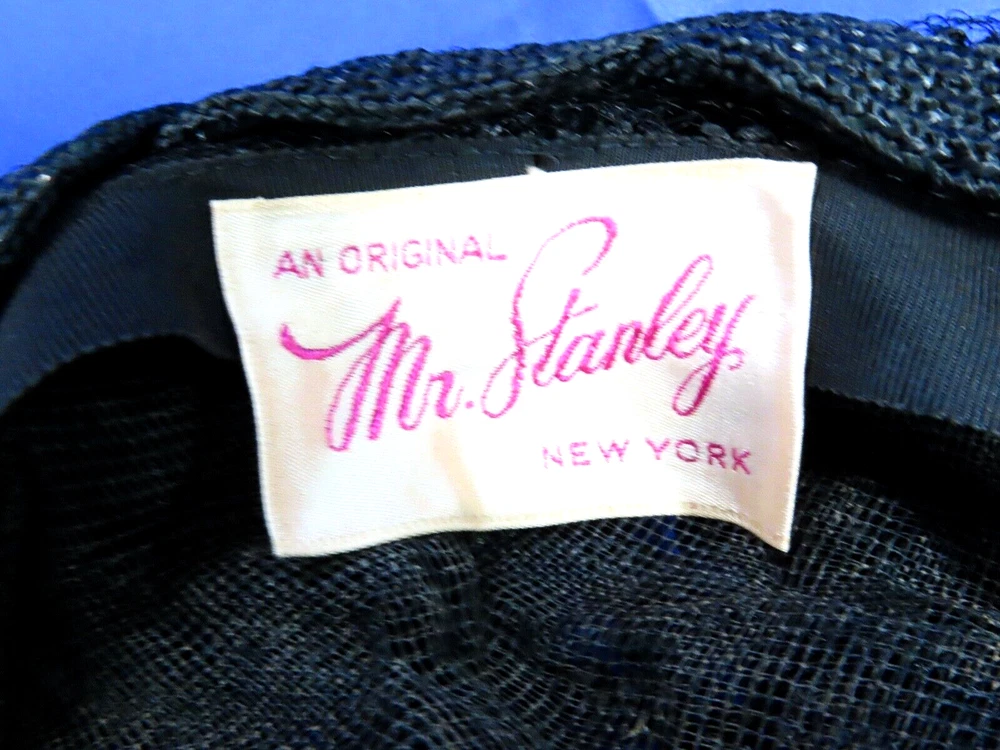 AN ORIGINAL
Mr. Stanley
NEW YORK